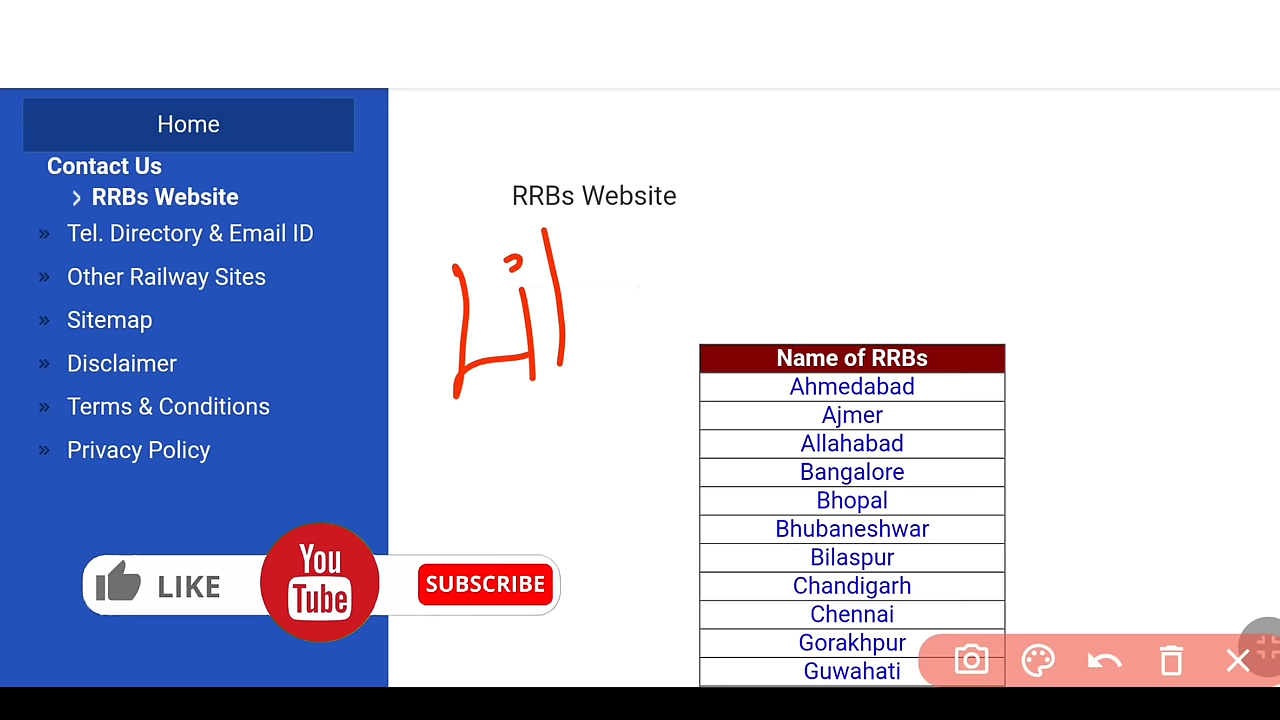 Home
Contact Us
RRBs Website
Tel. Directory & Email ID
Other Railway Sites
Sitemap
Disclaimer
Terms & Conditions
Privacy Policy
RRBs Website
Name of RRBs
Ahmedabad
Ajmer
Allahabad
Bangalore
Bhopal
Bhubaneshwar
Bilaspur
Chandigarh
Chennai
Gorakhpur
Guwahati
LIKE
You
Tube
SUBSCRIBE